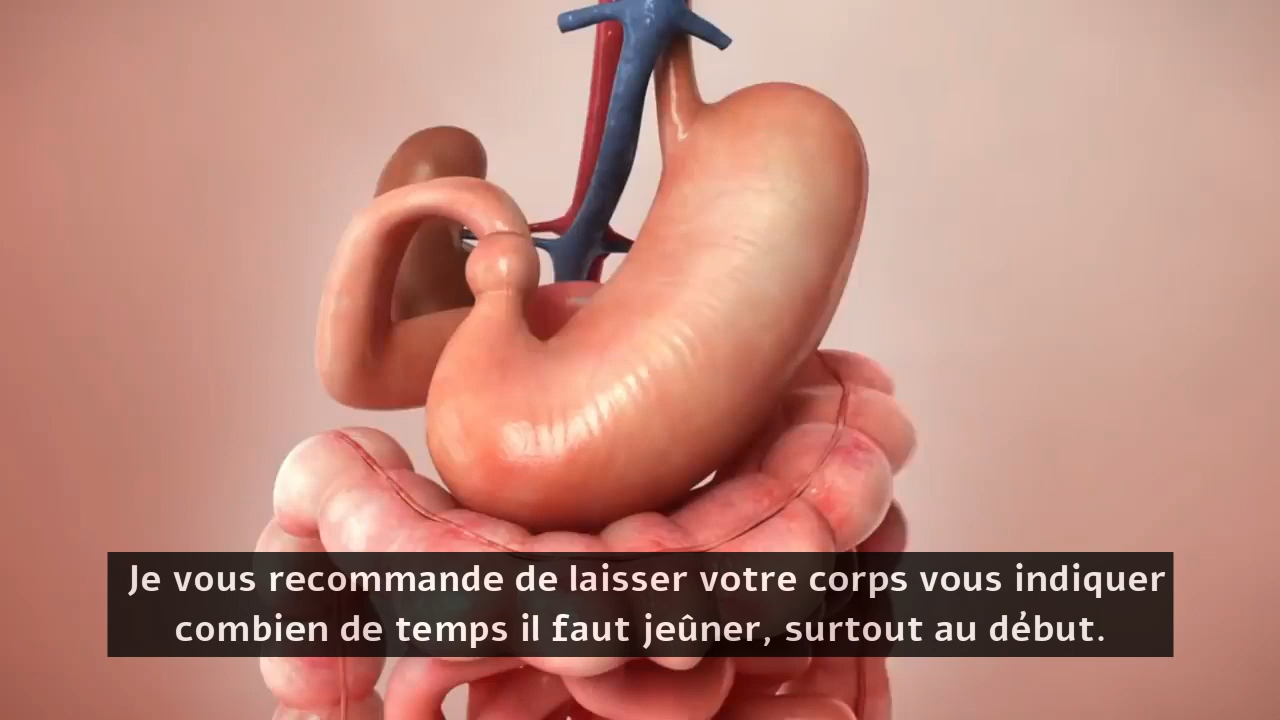 Je vous recommande de laisser votre corps vous indiquer
combien de temps il faut jeûner, surtout au début.